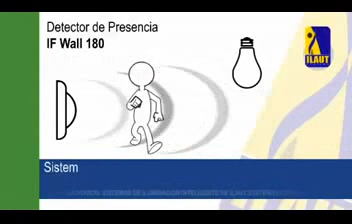 Detector de Presencia
IF Wall 180
ILAUT
Sistem